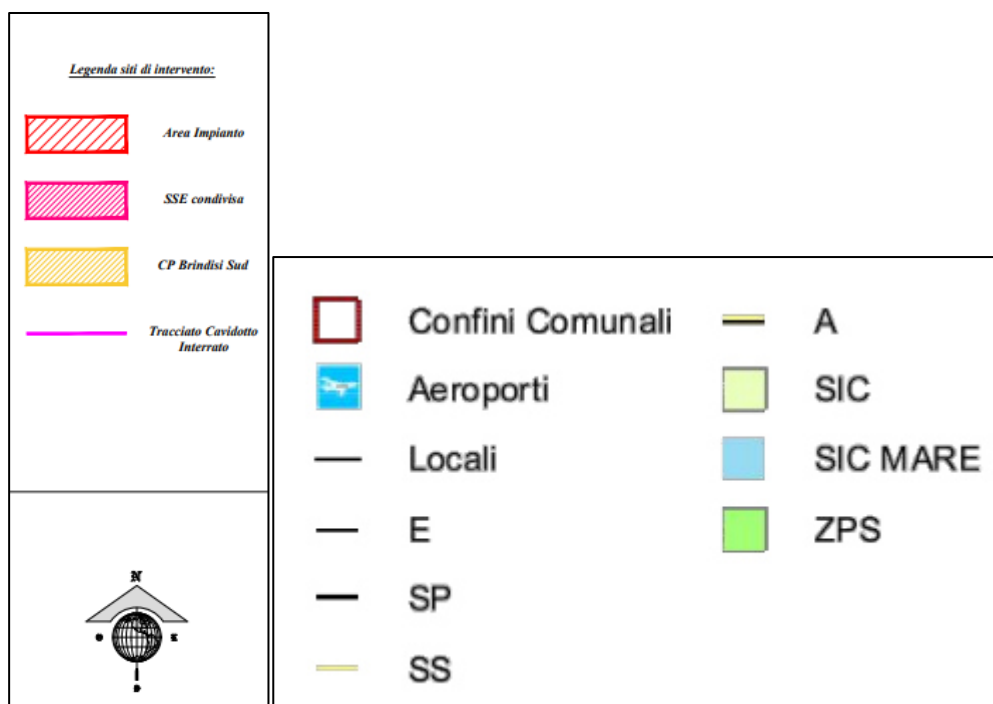 Legenda siti di intervento:
Area Impianto
SSE condivisa
CP Brindisi Sud
Tracciato Cavidotto
Interrato
N
Confini Comunali
Aeroporti
Locali
E
SP
SS
A
SIC
SIC MARE
ZPS